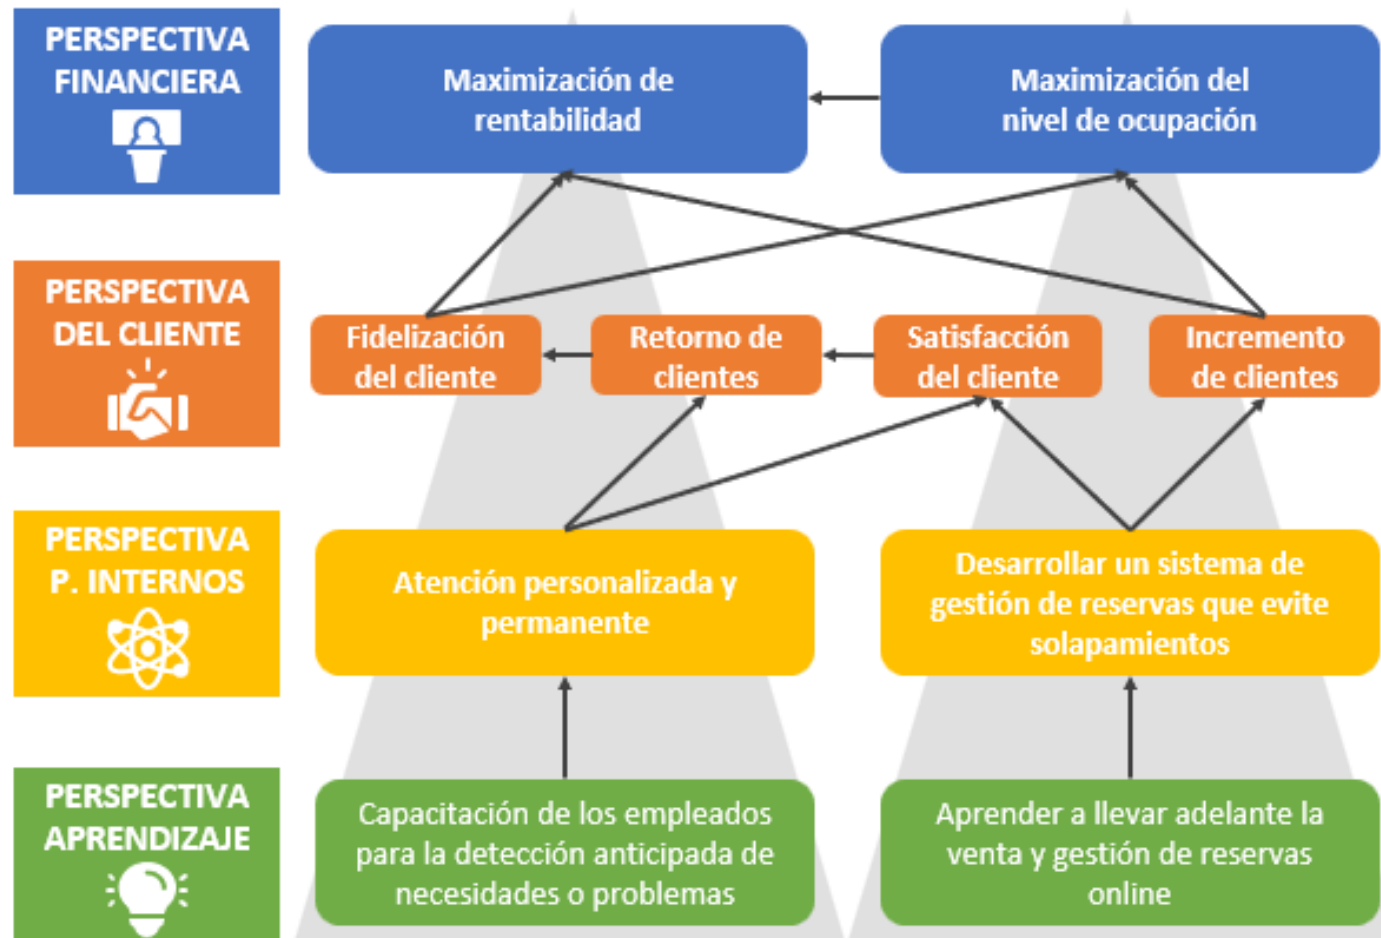 PERSPECTIVA
FINANCIERA
Maximización de
rentabilidad
Maximización del
nivel de ocupación
PERSPECTIVA
DEL CLIENTE
Fidelización
del cliente
Retorno de
clientes
Satisfacción
del cliente
Incremento
de clientes
PERSPECTIVA
P. INTERNOS
Atención personalizada y
permanente
Desarrollar un sistema de
gestión de reservas que evite
solapamientos
PERSPECTIVA
APRENDIZAJE
Capacitación de los empleados
para la detección anticipada de
necesidades o problemas
Aprender a llevar adelante la
venta y gestión de reservas
online